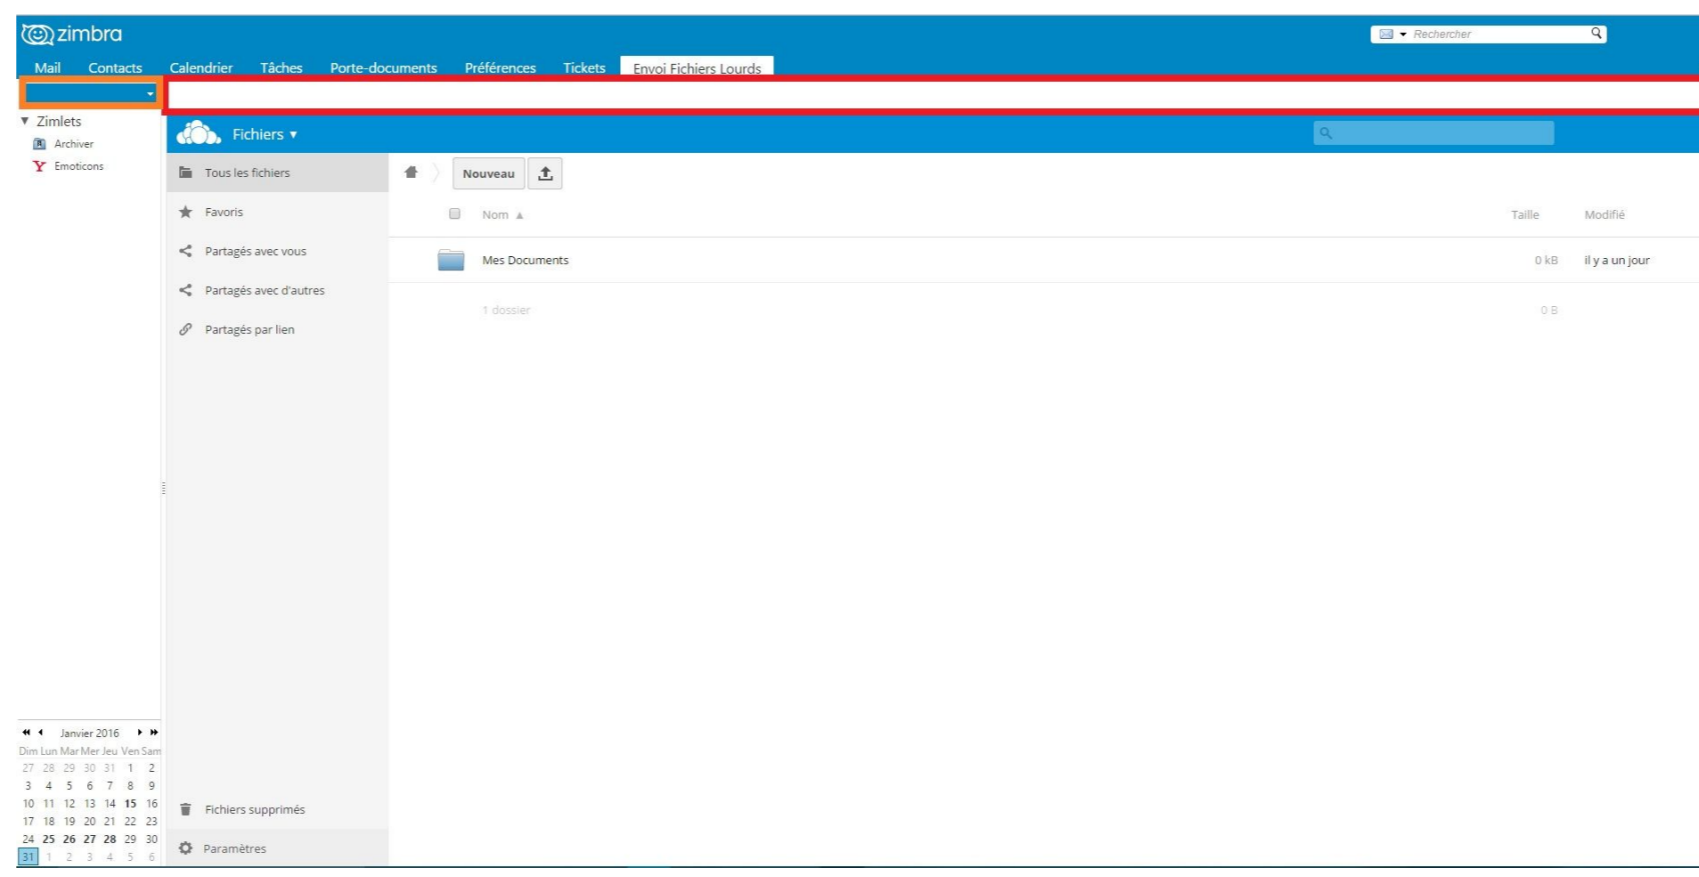 zimbra
Rechercher
Mail Contacts Calendrier Tâches Porte-documents Préférences Tickets Envoi Fichiers Lourds
Zimlets
Archiver
Emoticons
Fichiers
Tous les fichiers
Favoris
Partagés avec vous
Partagés avec d'autres
Partagés par lien
Nouveau
Nom Taille Modifié
Mes Documents 0 kB il y a un jour
1 dossier 0 B
Fichiers supprimés
Paramètres
Janvier 2016
Dim Lun Mar Mer Jeu Ven Sam
27 28 29 30 31 1 2
3 4 5 6 7 8 9
10 11 12 13 14 15 16
17 18 19 20 21 22 23
24 25 26 27 28 29 30
31 1 2 3 4 5 6